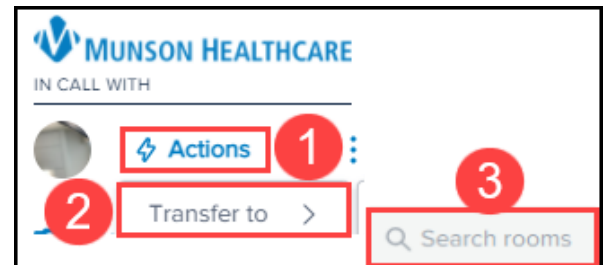 MUNSON HEALTHCARE
IN CALL WITH
Actions 1
2 Transfer to >
3
Search rooms